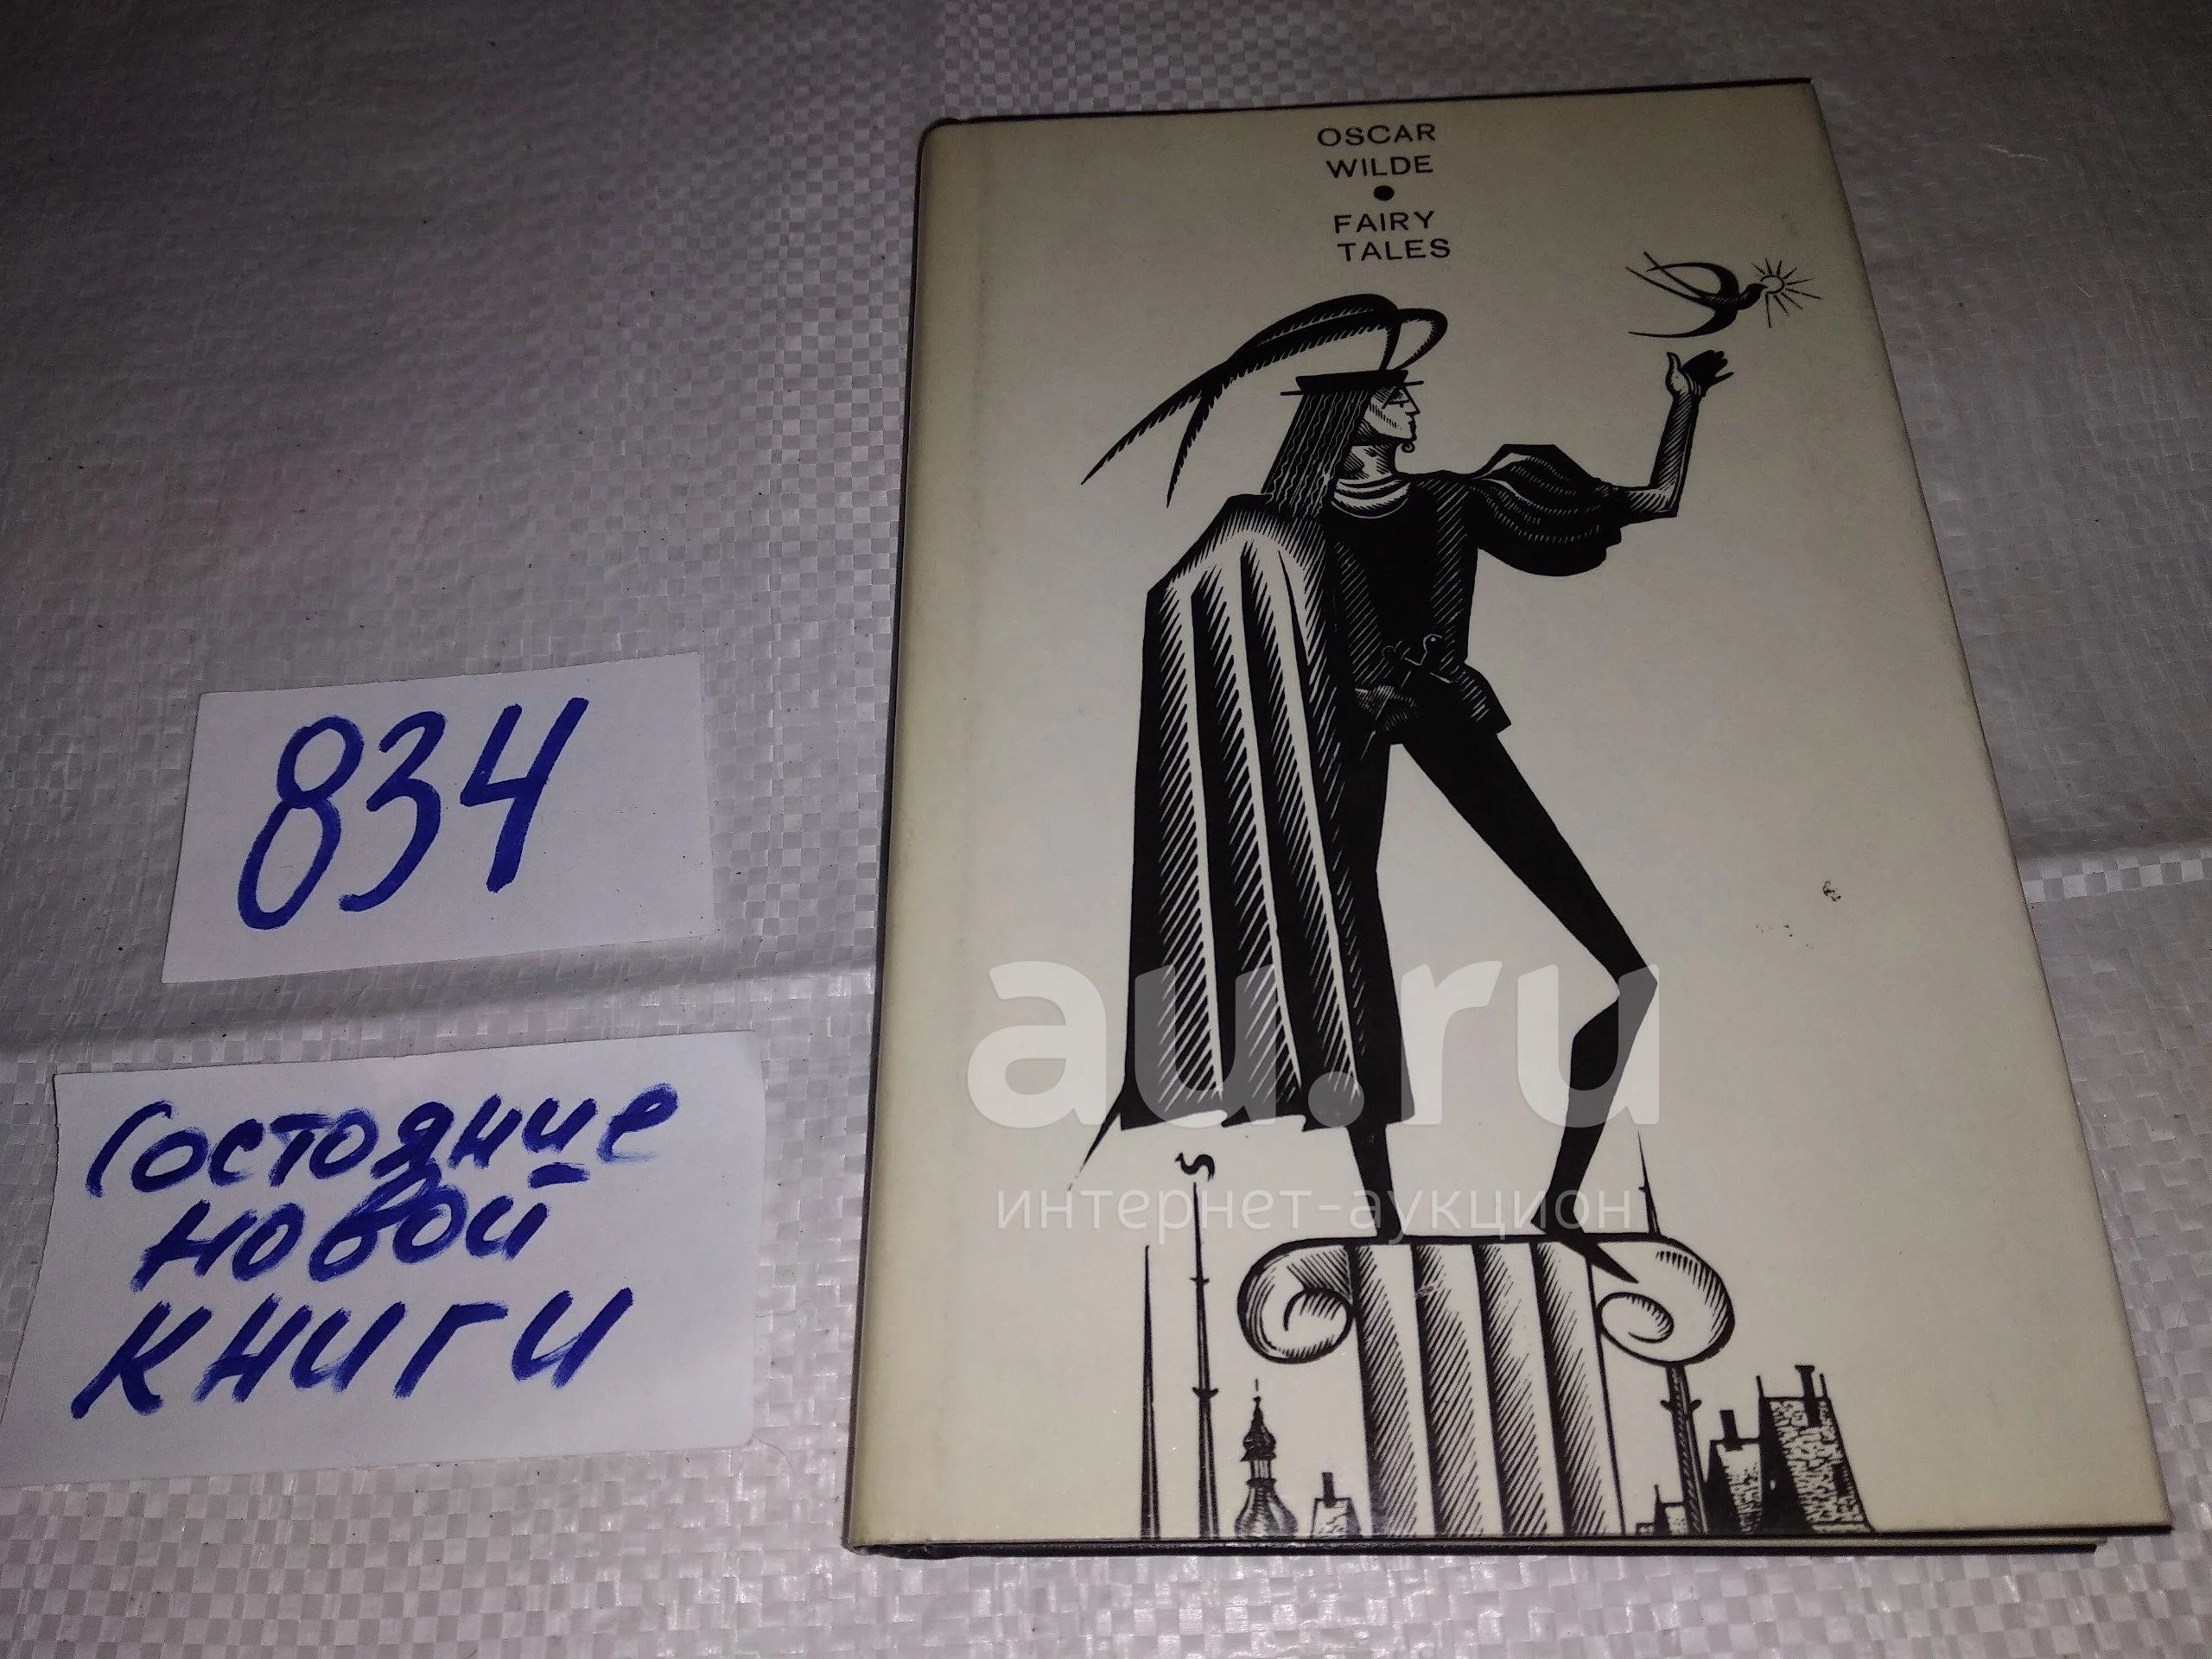 OSCAR
WILDE
FAIRY
TALES
834
Состояние
новой
книги
au.ru
интернет-аукцион
S